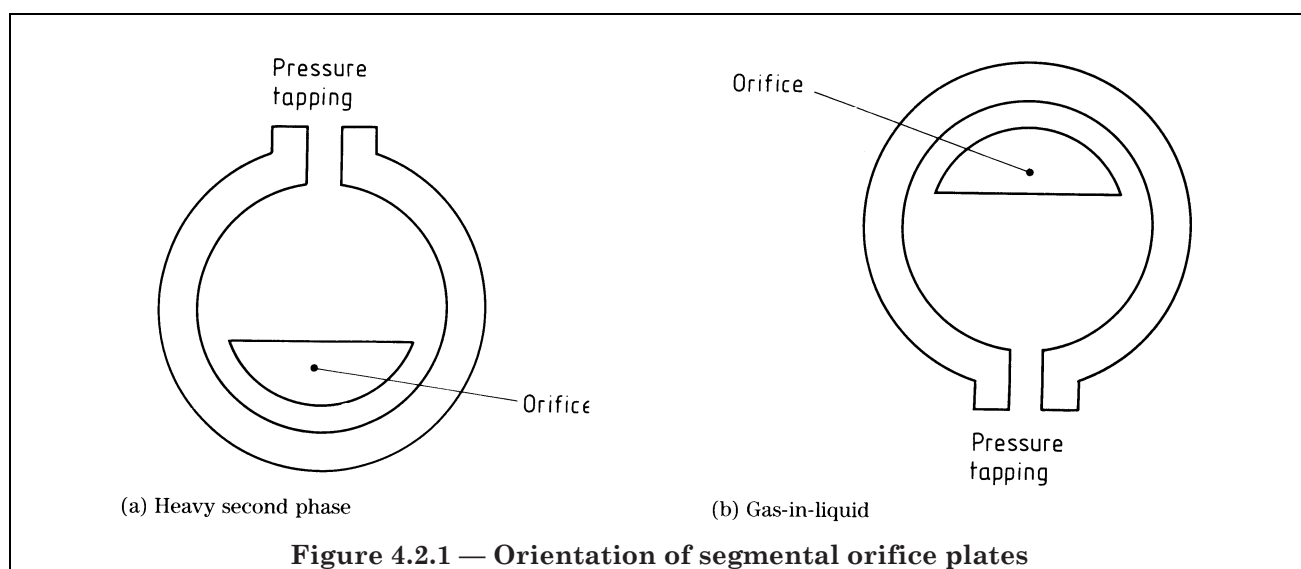 Pressure
tapping
Orifice
(a) Heavy second phase
Orifice
Pressure
tapping
(b) Gas-in-liquid
Figure 4.2.1 — Orientation of segmental orifice plates